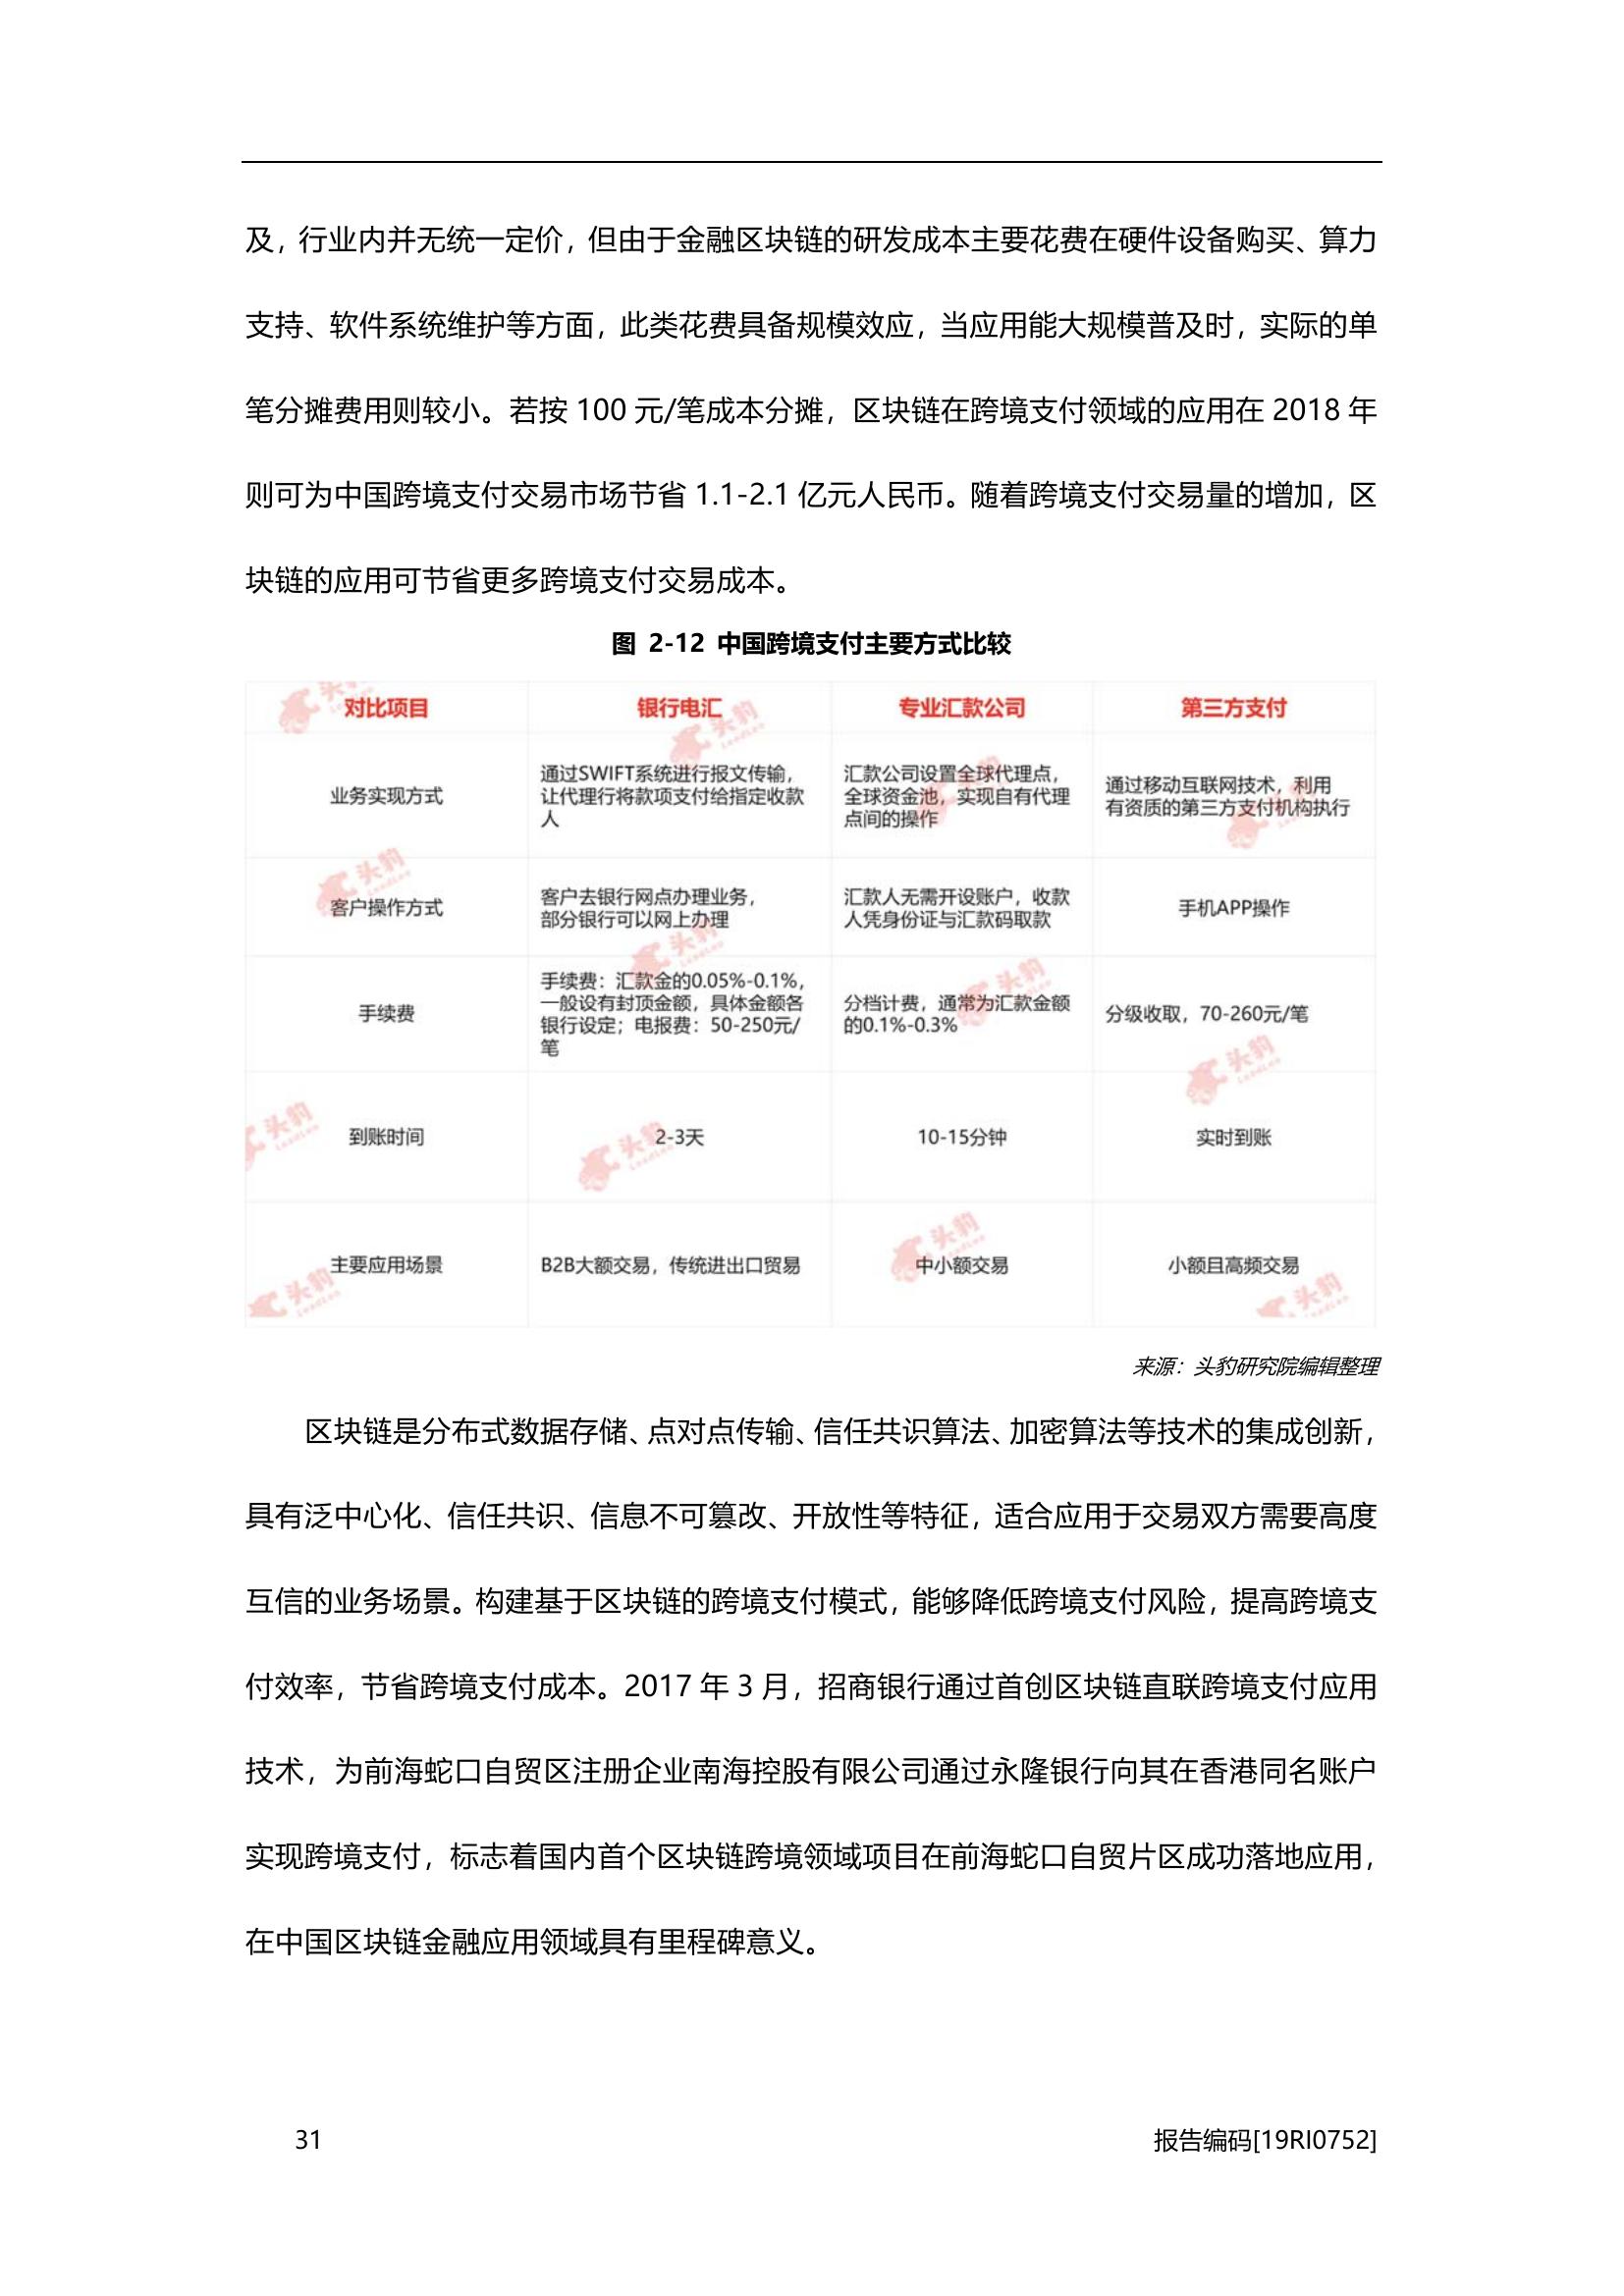 及，行业内并无统一定价，但由于金融区块链的研发成本主要花费在硬件设备购买、算力
支持、软件系统维护等方面，此类花费具备规模效应，当应用能大规模普及时，实际的单
笔分摊费用则较小。若按 100 元/笔成本分摊，区块链在跨境支付领域的应用在 2018 年
则可为中国跨境支付交易市场节省 1.1-2.1 亿元人民币。随着跨境支付交易量的增加，区
块链的应用可节省更多跨境支付交易成本。
图 2-12 中国跨境支付主要方式比较
对比项目 银行电汇 专业汇款公司 第三方支付
业务实现方式
通过SWIFT系统进行报文传输，
让代理行将款项支付给指定收款
人
汇款公司设置全球代理点，
全球资金池，实现自有代理
点间的操作
通过移动互联网技术，利用
有资质的第三方支付机构执行
客户操作方式
客户去银行网点办理业务，
部分银行可以网上办理
汇款人无需开设账户，收款
人凭身份证与汇款码取款
手机APP操作
手续费
手续费：汇款金的0.05%-0.1%，
一般设有封顶金额，具体金额各
银行设定；电报费：50-250元/
笔
分档计费，通常为汇款金额
的0.1%-0.3%
分级收取，70-260元/笔
到账时间 2-3天 10-15分钟 实时到账
主要应用场景 B2B大额交易，传统进出口贸易 中小额交易 小额且高频交易
头豹
LeadLeo
来源：头豹研究院编辑整理
区块链是分布式数据存储、点对点传输、信任共识算法、加密算法等技术的集成创新，
具有泛中心化、信任共识、信息不可篡改、开放性等特征，适合应用于交易双方需要高度
互信的业务场景。构建基于区块链的跨境支付模式，能够降低跨境支付风险，提高跨境支
付效率，节省跨境支付成本。2017 年 3 月，招商银行通过首创区块链直联跨境支付应用
技术，为前海蛇口自贸区注册企业南海控股有限公司通过永隆银行向其在香港同名账户
实现跨境支付，标志着国内首个区块链跨境领域项目在前海蛇口自贸片区成功落地应用，
在中国区块链金融应用领域具有里程碑意义。
31 报告编码[19RI0752]